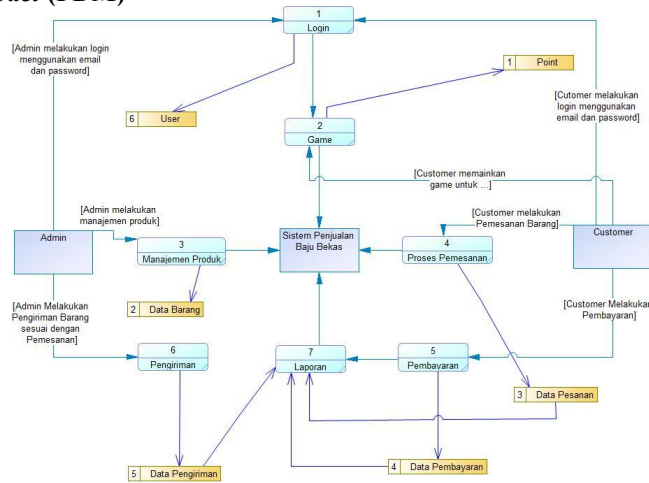 (PDM)
1
Login
[Admin melakukan login
menggunakan email
dan password]
1 Point
[Cutomer melakukan
login menggunakan
email dan password]
6 User
2
Game
[Customer memainkan
game untuk ...]
[Admin melakukan
manajemen produk]
[Customer melakukan
Pemesanan Barang]
Admin
3
Manajemen Produk
Sistem Penjualan
Baju Bekas
4
Proses Pemesanan
Customer
[Admin Melakukan
Pengiriman Barang
sesuai dengan
Pemesanan]
2 Data Barang
[Customer Melakukan
Pembayaran]
6
Pengiriman
7
Laporan
5
Pembayaran
3 Data Pesanan
5 Data Pengiriman
4 Data Pembayaran